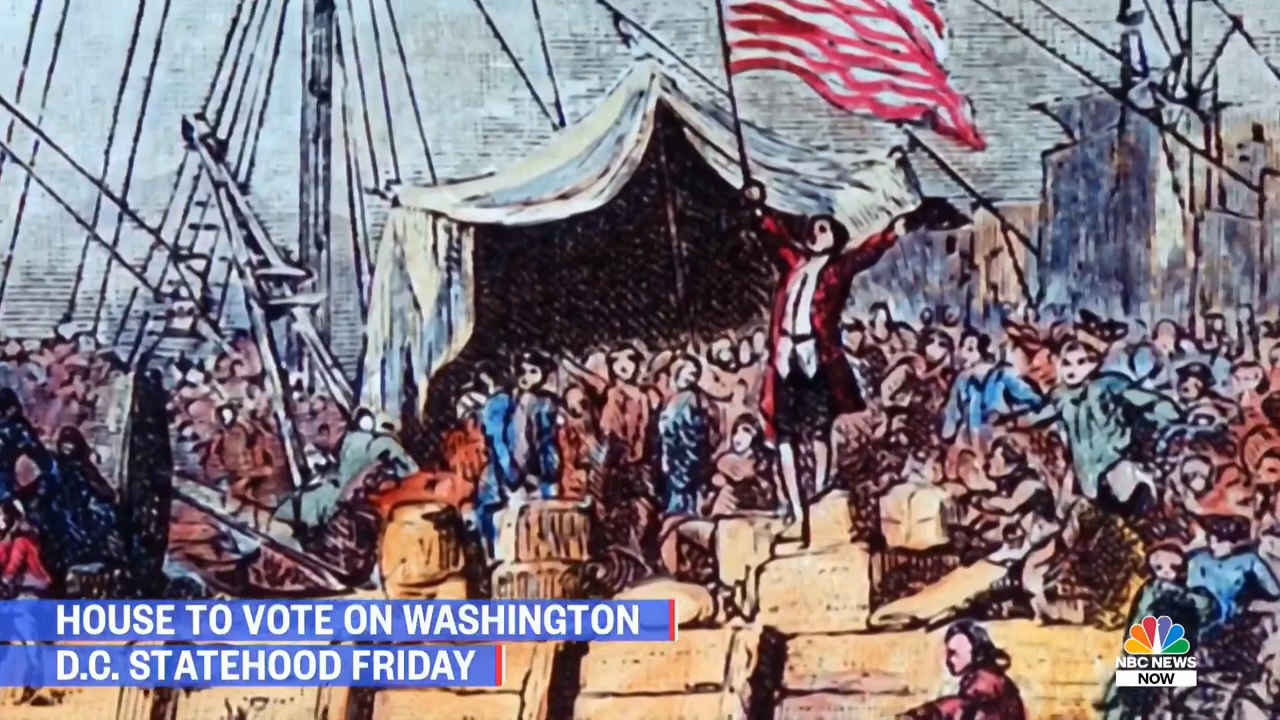 HOUSE TO VOTE ON WASHINGTON
D.C. STATEHOOD FRIDAY
NBC NEWS
NOW